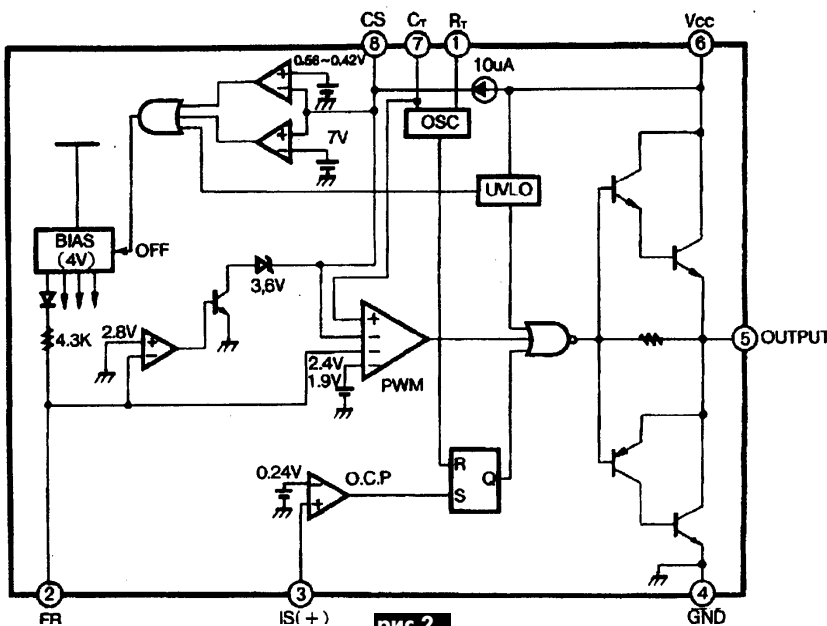 CS
CT
RT
Vcc
8
7
1
6
0.56~0.42V
10uA
OSC
7V
UVLO
BIAS
(4V)
OFF
3,6V
4.3K
2.8V
2.4V
1.9V
PWM
5
OUTPUT
0.24V
O.C.P
R
S
Q
2
3
4
FB
IS(+)
рис.2
GND